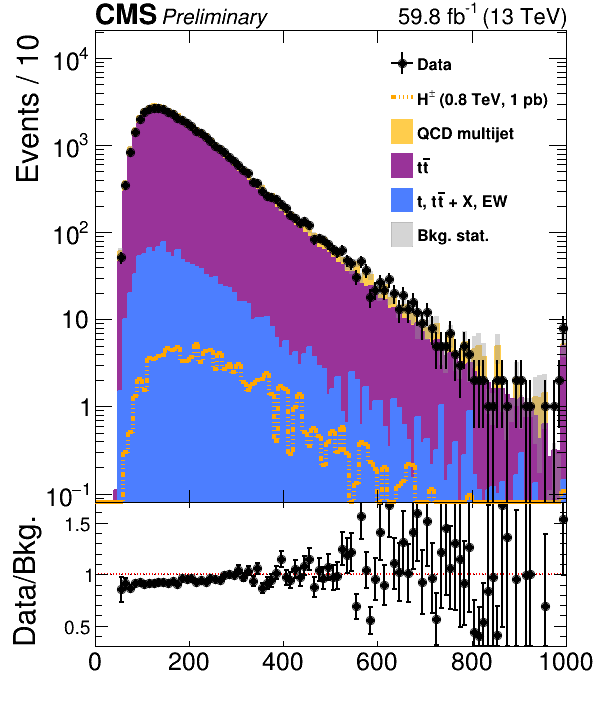 CMS Preliminary 59.8 fb⁻¹ (13 TeV)
Events / 10
10⁴
10³
10²
10
1
10⁻¹
Data
H± (0.8 TeV, 1 pb)
QCD multijet
tt̅
t, tt̅ + X, EW
Bkg. stat.
Data/Bkg.
1.5
1
0.5
0 200 400 600 800 1000